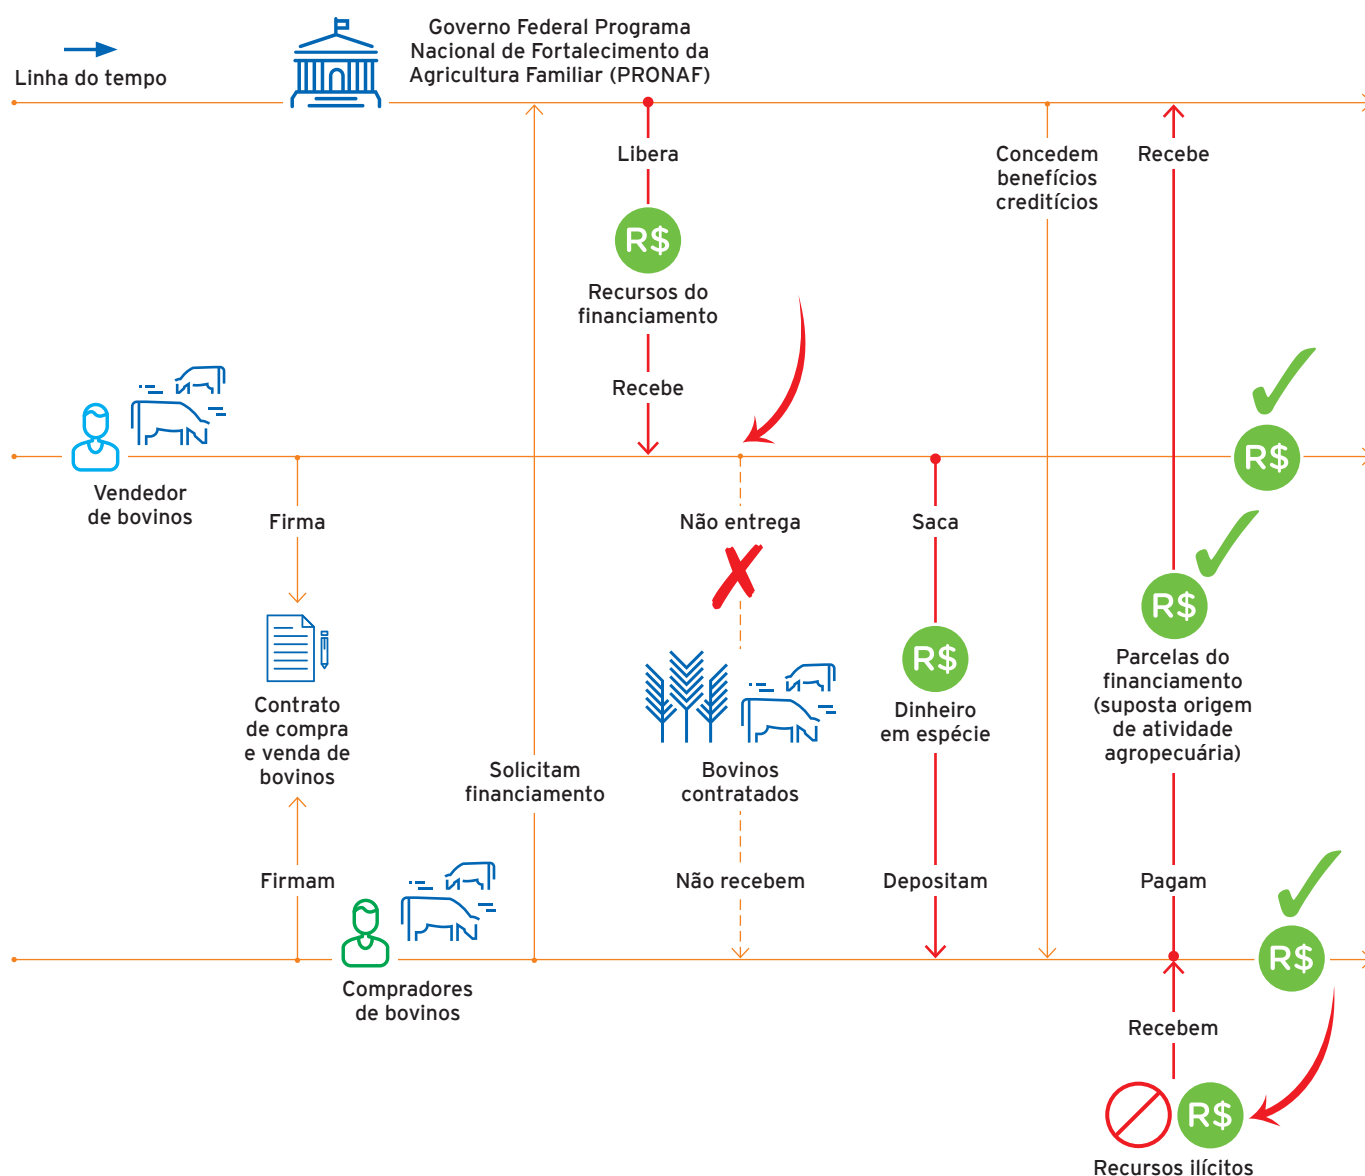 Linha do tempo
Governo Federal Programa
Nacional de Fortalecimento da
Agricultura Familiar (PRONAF)
Libera
R$
Recursos do
financiamento
Recebe
Concedem
benefícios
creditícios
Recebe
Vendedor
de bovinos
R$
Firma
Não entrega
Saca
Contrato
de compra
e venda de
bovinos
Solicitam
financiamento
Bovinos
contratados
R$
Dinheiro
em espécie
R$
Parcelas do
financiamento
(suposta origem
de atividade
agropecuária)
Firmam
Não recebem
Depositam
Pagam
Compradores
de bovinos
R$
Recebem
R$
Recursos ilícitos